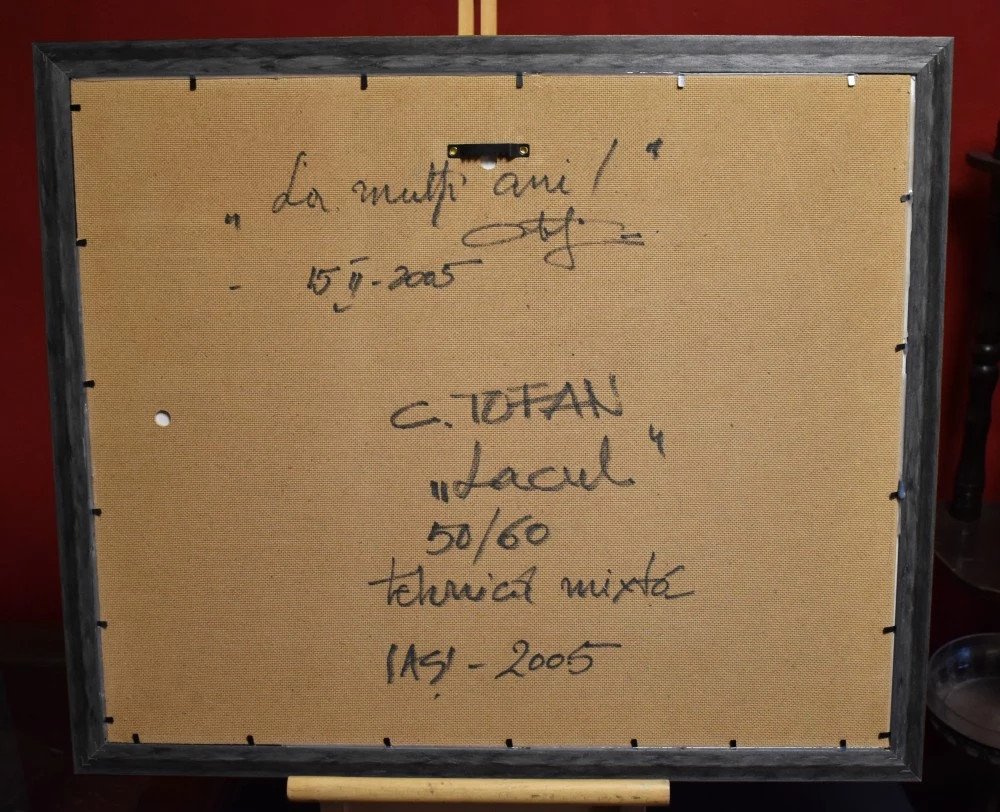 " La mulți ani! "
- 15 II - 2005
C. TOFAN
„Lacul"
50/60
tehnică mixtă
IAȘI - 2005